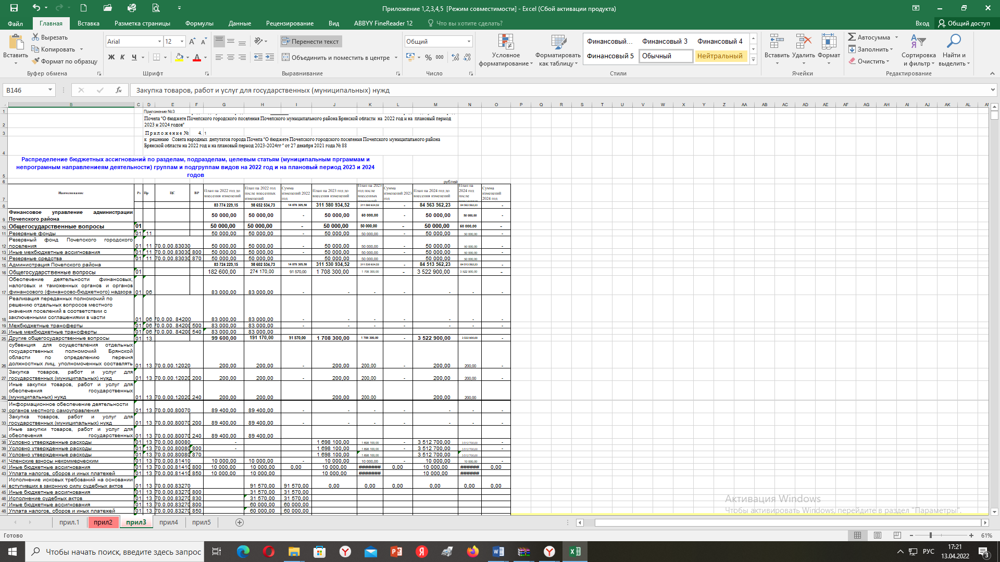 Приложение 1,2,3,4,5 [Режим совместимости] - Excel (Сбой активации продукта)
Файл Главная Вставка Разметка страницы Формулы Данные Рецензирование Вид ABBYY FineReader 12 Что вы хотите сделать? Вход Общий доступ
Вставить Вырезать Копировать Формат по образцу
Arial 12 Ж К Ч
Перенести текст
Объединить и поместить в центре
Общий
% 000
Условное форматирование Форматировать как таблицу
Финансовый... Финансовый 3 Финансовый 4
Финансовый 5 Обычный Нейтральный
Вставить Удалить Формат
Автосумма Заполнить Очистить
Сортировка и фильтр Найти и выделить
Буфер обмена Шрифт Выравнивание Число Стили Ячейки Редактирование
B146 fx Закупка товаров, работ и услуг для государственных (муниципальных) нужд
B C D E F G H I J K L M N O P Q R S T U V W X Y Z AA AB AC AD AE AF AG AH AI AJ AK AL
1 Приложение №3
2 Почепа "О бюджете Почепского городского поселения Почепского муниципального района Брянской области на 2022 год и на плановый период
2023 и 2024 годов"
3 Приложение № 4. 1
4 к решению Совета народных депутатов города Почепа "О бюджете Почепского городского поселения Почепского муниципального района
Брянской области на 2022 год и на плановый период 2023-2024гг " от 27 декабря 2021 года № 88
5 Распределение бюджетных ассигнований по разделам, подразделам, целевым статьям (муниципальным прграммам и
непрограмным направлениеям деятельности) группам и подгруппам видов на 2022 год и на плановый период 2023 и 2024
годов
6 рублей
7 Наименование Рз Пр ЦС ВР План на 2022 год до внесения изменений План на 2022 год после внесенных изменений Сумма изменений 2022 год План на 2023 год до внесения изменений План на 2023 год после внесенных изменений Сумма изменений 2023 год План на 2024 год до внесения изменений План на 2024 год после Сумма изменений 2024 год
8 83 774 229,15 98 652 534,73 14 878 305,58 311 580 934,52 311 580 934,52 - 84 563 562,23 84 563 562,23 -
9 Финансовое управление администрации Почепского района 50 000,00 50 000,00 - 50 000,00 50 000,00 - 50 000,00 50 000,00 -
10 Общегосударственные вопросы 01 50 000,00 50 000,00 - 50 000,00 50 000,00 - 50 000,00 50 000,00 -
11 Резервные фонды 01 11 50 000,00 50 000,00 - 50 000,00 50 000,00 - 50 000,00 50 000,00 -
12 Резервный фонд Почепского городского поселения 01 11 70.0.00.83030 50 000,00 50 000,00 - 50 000,00 50 000,00 - 50 000,00 50 000,00 -
13 Иные межбюджетные ассигнования 01 11 70.0.00.83030 800 50 000,00 50 000,00 - 50 000,00 50 000,00 - 50 000,00 50 000,00 -
14 Резервные средства 01 11 70.0.00.83030 870 50 000,00 50 000,00 50 000,00 50 000,00 50 000,00 50 000,00
15 Администрация Почепского района 83 724 229,15 98 602 534,73 14 878 305,58 311 530 934,52 311 530 934,52 - 84 513 562,23 84 513 562,23 -
16 Общегосударственные вопросы 01 182 600,00 274 170,00 91 570,00 1 708 300,00 1 708 300,00 - 3 522 900,00 3 522 900,00 -
17 Обеспечение деятельности финансовых, налоговых и таможенных органов и органов финансового (финансово-бюджетного) надзора 01 06 83 000,00 83 000,00 - - - - - - -
18 Реализация переданных полномочий по решению отдельных вопросов местного значения поселений в соответствии с заключенными соглашениями в части 01 06 70.0.00. 84200 83 000,00 83 000,00 - - - - - - -
19 Межбюджетные трансферты 01 06 70.0.00. 84200 500 83 000,00 83 000,00 - - - - - - -
20 Иные межбюджетные трансферты 01 06 70.0.00. 84200 540 83 000,00 83 000,00
25 Другие общегосударственные вопросы 01 13 99 600,00 191 170,00 91 570,00 1 708 300,00 1 708 300,00 - 3 522 900,00 3 522 900,00 -
26 субвенция для осуществления отдельных государственных полномочий Брянской области по определению перечня должностных лиц, уполномоченных составлять 01 13 70.0.00.12020 200,00 200,00 - 200,00 200,00 - 200,00 200,00 -
27 Закупка товаров, работ и услуг для государственных (муниципальных) нужд 01 13 70.0.00.12020 200 200,00 200,00 - 200,00 200,00 - 200,00 200,00 -
28 Иные закупки товаров, работ и услуг для обеспечения государственных (муниципальных) нужд 01 13 70.0.00.12020 240 200,00 200,00 200,00 200,00 200,00 200,00
32 Информационное обеспечение деятельности органов местного самоуправления 01 13 70.0.00.80070 89 400,00 89 400,00 - - - - - - -
33 Закупка товаров, работ и услуг для государственных (муниципальных) нужд 01 13 70.0.00.80070 200 89 400,00 89 400,00 - - - - - - -
34 Иные закупки товаров, работ и услуг для обеспечения государственных 01 13 70.0.00.80070 240 89 400,00 89 400,00
38 Условно утвержденные расходы 01 13 70.0.00.80080 - 1 698 100,00 1 698 100,00 - 3 512 700,00 3 512 700,00 -
39 Условно утвержденные расходы 01 13 70.0.00.80080 800 - 1 698 100,00 1 698 100,00 - 3 512 700,00 3 512 700,00 -
40 Условно утвержденные расходы 01 13 70.0.00.80080 870 1 698 100,00 1 698 100,00 3 512 700,00 3 512 700,00
41 Членские взносы некоммерческим 01 13 70.0.00.81410 10 000,00 10 000,00 - 10 000,00 10 000,00 - 10 000,00 10 000,00 -
42 Иные бюджетные ассигнования 01 13 70.0.00.81410 800 10 000,00 10 000,00 0,00 10 000,00 ####### 0,00 10 000,00 ###### 0,00
43 Уплата налогов, сборов и иных платежей 01 13 70.0.00.81410 850 10 000,00 10 000,00 10 000,00 ####### 10 000,00 ######
44 Исполнение исковых требований на основании вступивших в законную силу судебных актов 01 13 70.0.00.83270 91 570,00 91 570,00 0,00 0,00 0,00 0,00 0,00 0,00
45 Иные бюджетные ассигнования 01 13 70.0.00.83270 800 31 570,00 31 570,00
46 Исполнение судебных актов 01 13 70.0.00.83270 830 31 570,00 31 570,00
47 Иные бюджетные ассигнования 01 13 70.0.00.83270 800 60 000,00 60 000,00
48 Уплата налогов, сборов и иных платежей 01 13 70.0.00.83270 850 60 000,00 60 000,00
Активация Windows
Чтобы активировать Windows, перейдите в раздел "Параметры".
прил.1 прил2 прил3 прил4 прил5
Готово 61%
Чтобы начать поиск, введите здесь запрос
РУС 17:21
13.04.2022 3